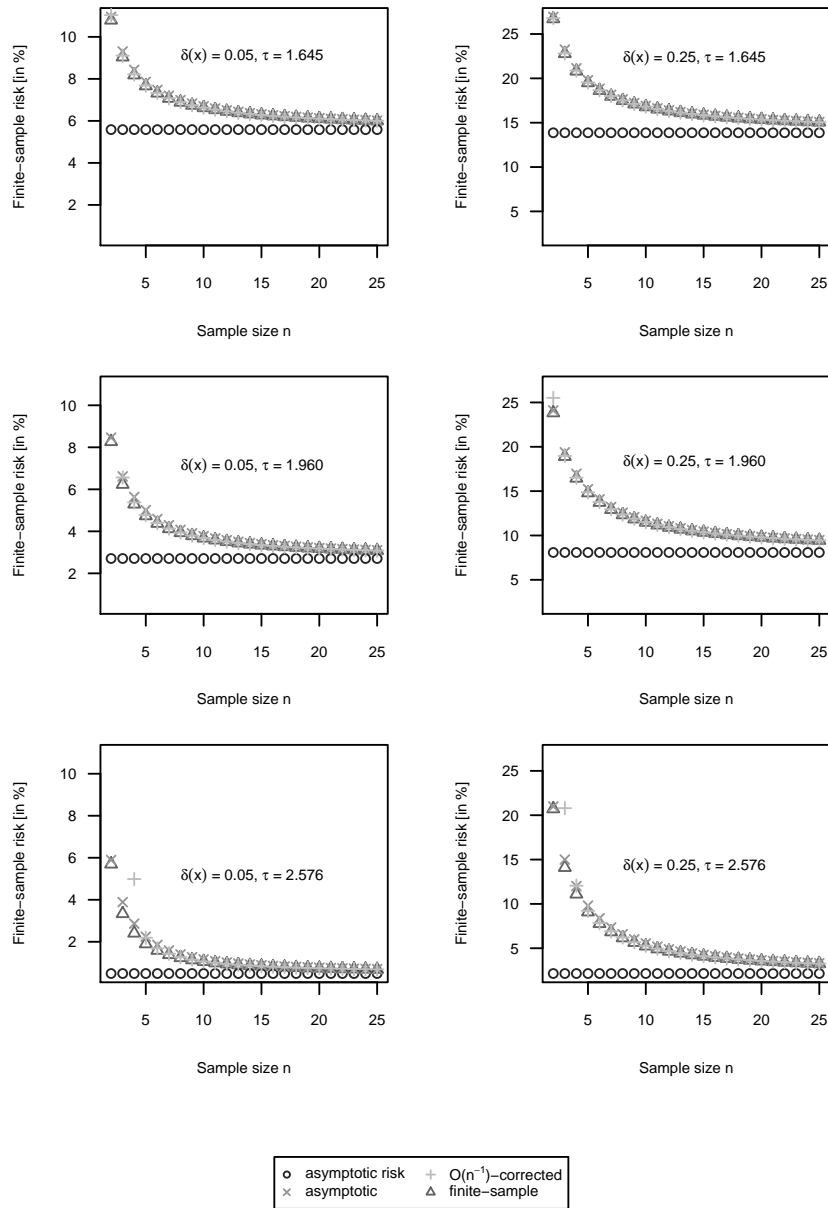 Finite−sample risk [in %]
10
8
6
4
2
δ(x) = 0.05, τ = 1.645
5 10 15 20 25
Sample size n
Finite−sample risk [in %]
25
20
15
10
5
δ(x) = 0.25, τ = 1.645
5 10 15 20 25
Sample size n
Finite−sample risk [in %]
10
8
6
4
2
δ(x) = 0.05, τ = 1.960
5 10 15 20 25
Sample size n
Finite−sample risk [in %]
25
20
15
10
5
δ(x) = 0.25, τ = 1.960
5 10 15 20 25
Sample size n
Finite−sample risk [in %]
10
8
6
4
2
δ(x) = 0.05, τ = 2.576
5 10 15 20 25
Sample size n
Finite−sample risk [in %]
25
20
15
10
5
δ(x) = 0.25, τ = 2.576
5 10 15 20 25
Sample size n
asymptotic risk
asymptotic
O(n⁻¹)−corrected
finite−sample